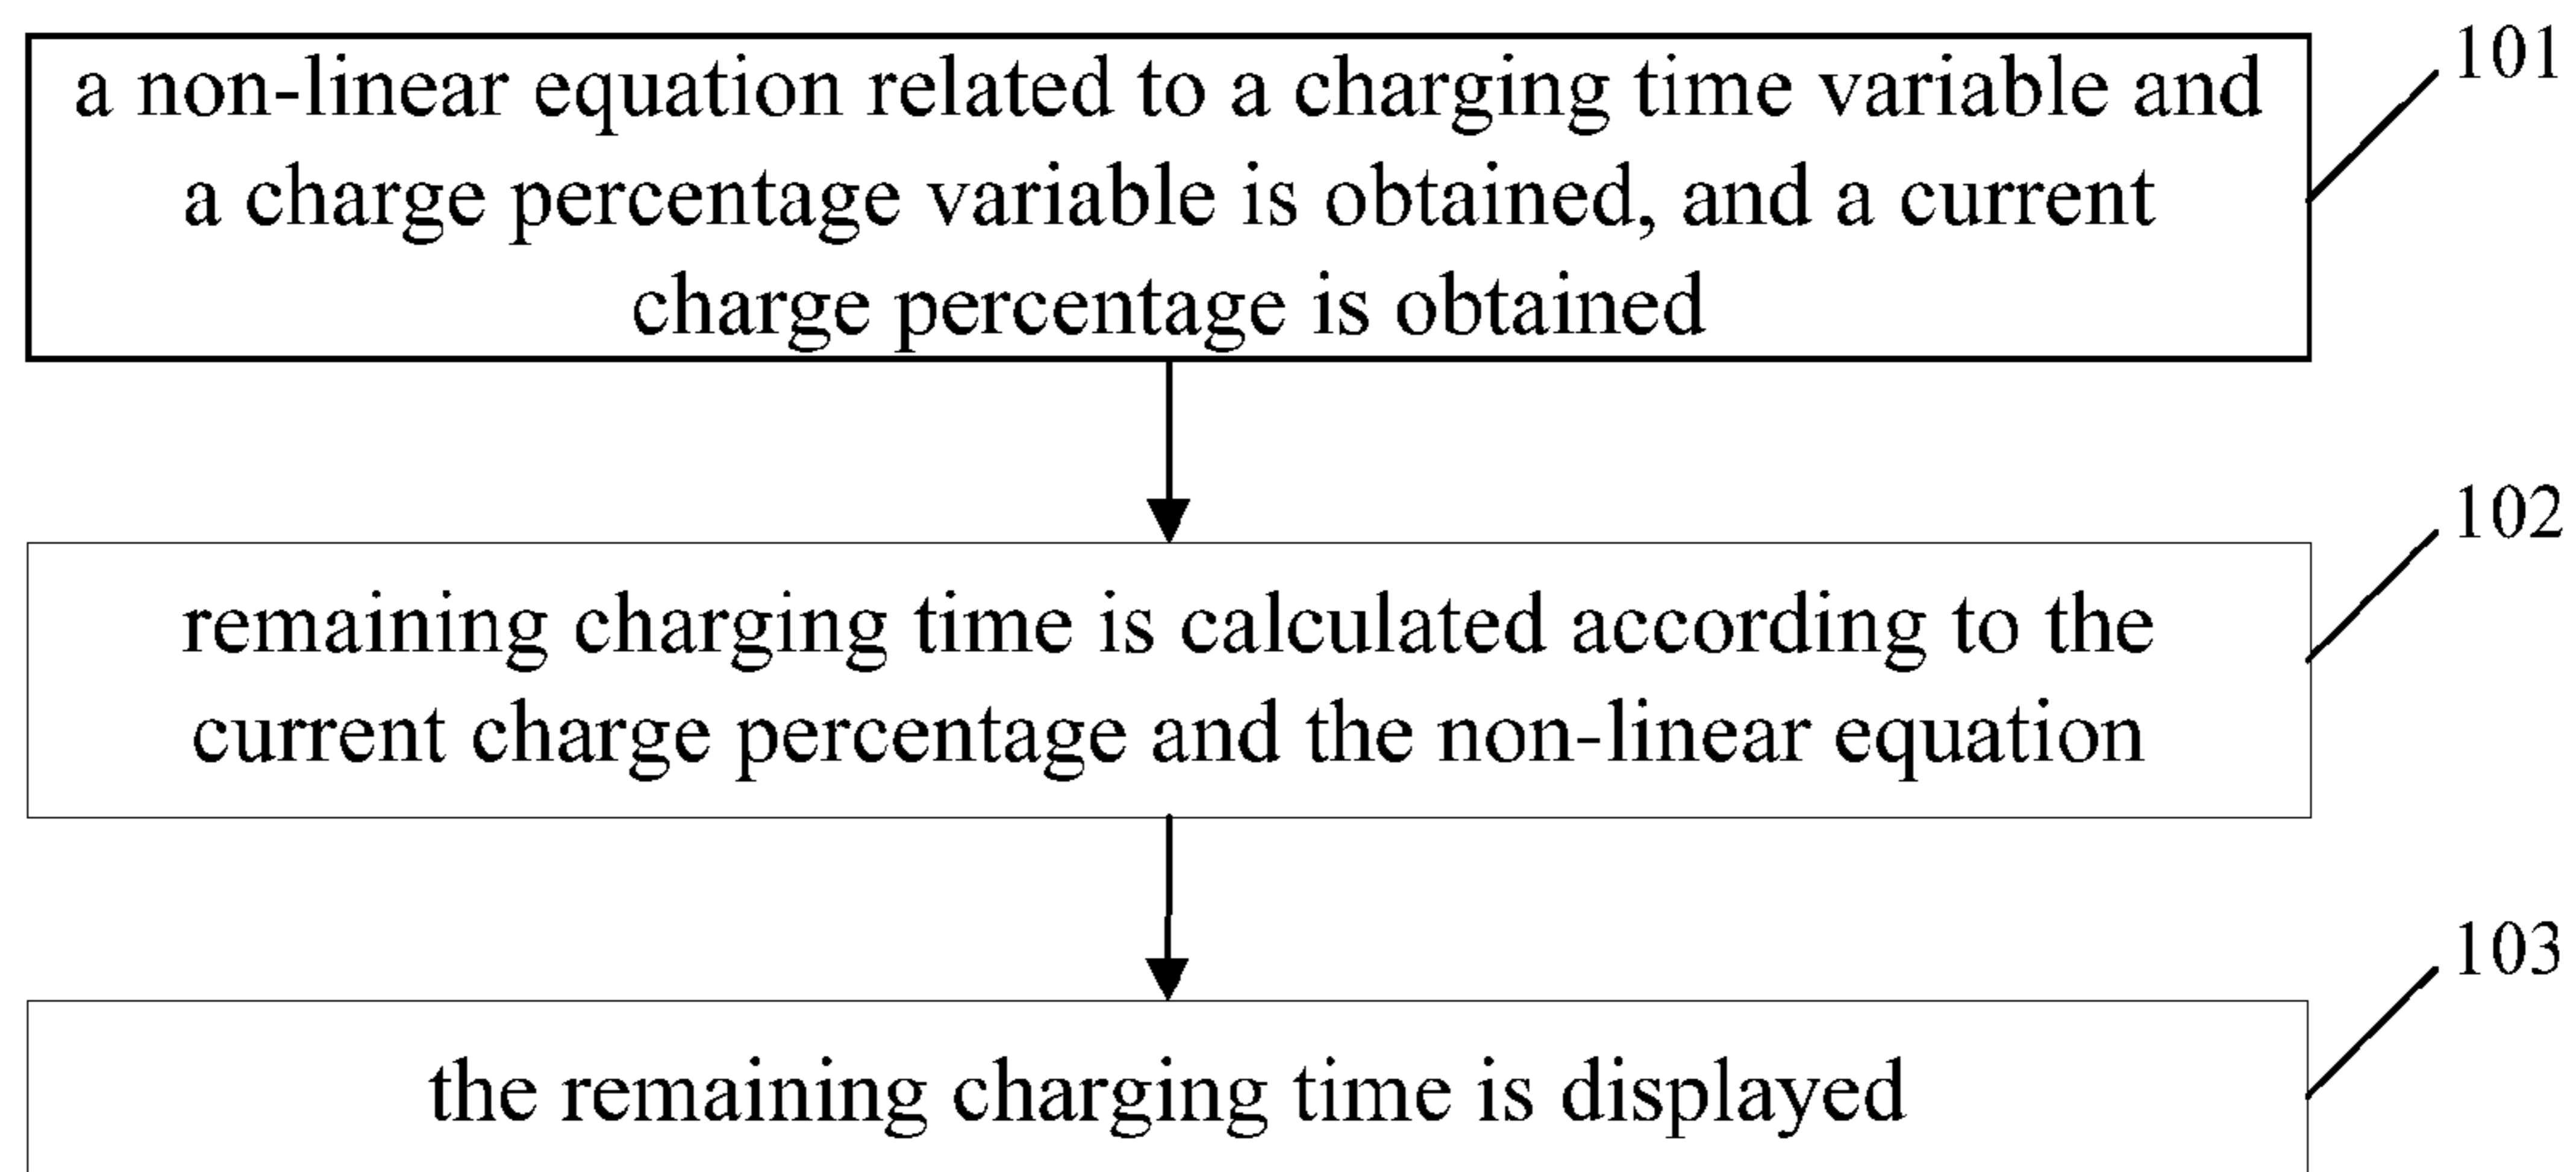 a non-linear equation related to a charging time variable and
a charge percentage variable is obtained, and a current
charge percentage is obtained
101
remaining charging time is calculated according to the
current charge percentage and the non-linear equation
102
the remaining charging time is displayed
103